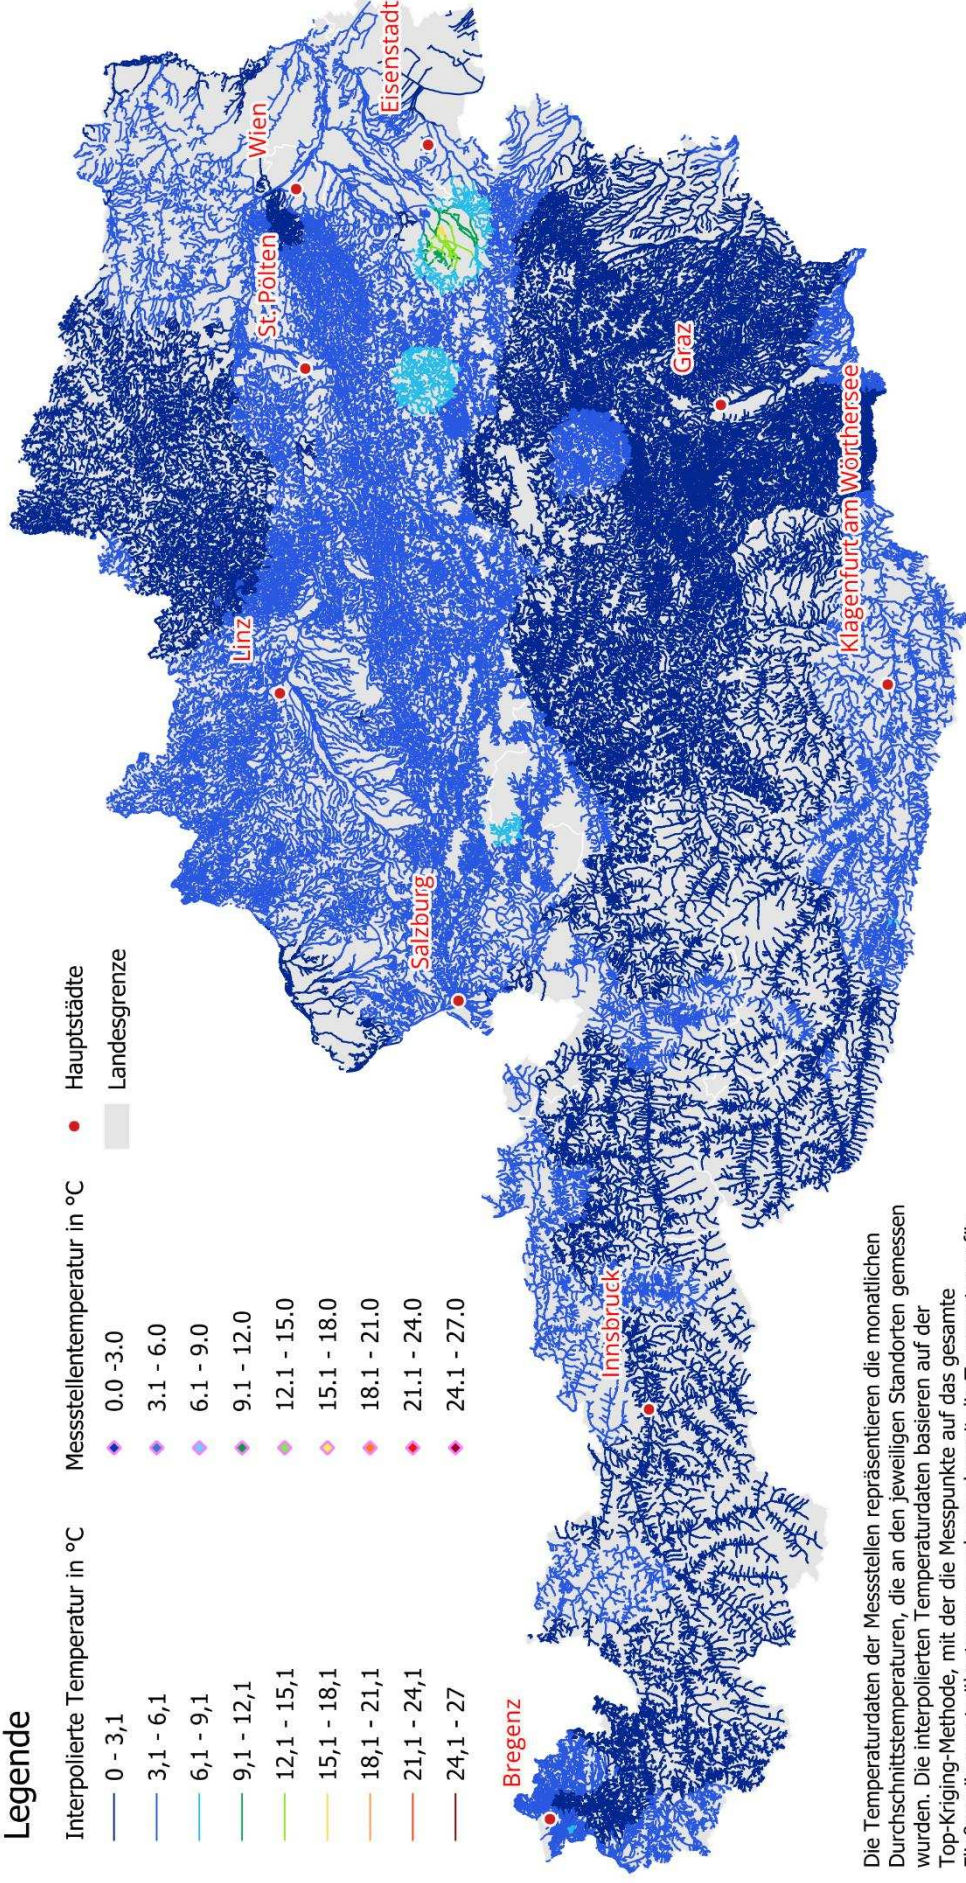 Legende
Interpolierte Temperatur in °C
0 - 3,1
3,1 - 6,1
6,1 - 9,1
9,1 - 12,1
12,1 - 15,1
15,1 - 18,1
18,1 - 21,1
21,1 - 24,1
24,1 - 27
Messstellentemperatur in °C
0.0 -3.0
3.1 - 6.0
6.1 - 9.0
9.1 - 12.0
12.1 - 15.0
15.1 - 18.0
18.1 - 21.0
21.1 - 24.0
24.1 - 27.0
Hauptstädte
Landesgrenze
Bregenz
Innsbruck
Salzburg
Linz
St. Pölten
Wien
Eisenstadt
Graz
Klagenfurt am Wörthersee
Die Temperaturdaten der Messstellen repräsentieren die monatlichen
Durchschnittstemperaturen, die an den jeweiligen Standorten gemessen
wurden. Die interpolierten Temperaturdaten basieren auf der
Top-Kriging-Methode, mit der die Messpunkte auf das gesamte